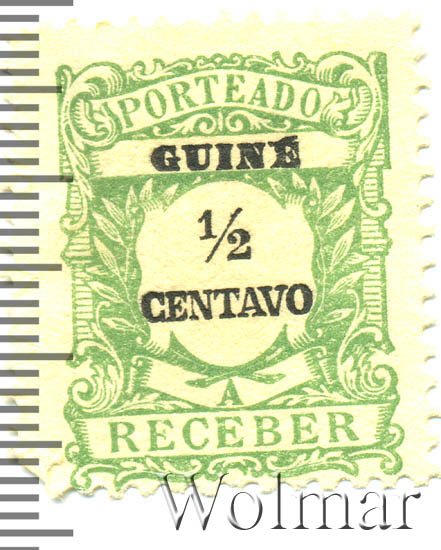 PORTEADO
GUINÉ
½
CENTAVO
A
RECEBER
Wolmar